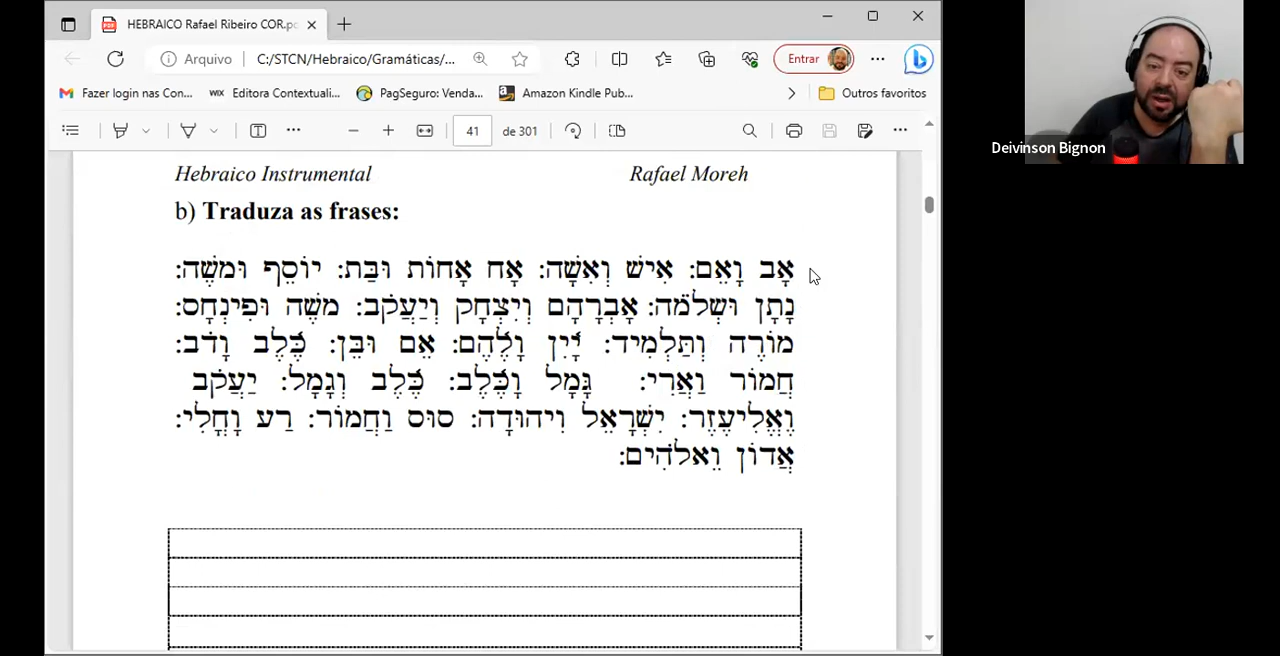 HEBRAICO Rafael Ribeiro COR.pd
Arquivo C:/STCN/Hebraico/Gramáticas/... Entrar
Fazer login nas Con... WIX Editora Contextuali... PagSeguro: Venda... Amazon Kindle Pub... Outros favoritos
41 de 301
Deivinson Bignon
Hebraico Instrumental Rafael Moreh
b) Traduza as frases:
אָב וָאֵם: אִישׁ וְאִשָּׁה: אָח אָחוֹת וּבַּת: יוֹסֵף וּמֹשֶׁה:
נָתָן וּשְׁלֹמֹה: אַבְרָהָם וְיִצְחָק וְיַעֲקֹב: מֹשֶׁה וּפִינְחָס:
מוֹרֶה וְתַּלְמִיד: יַּ֫יִן וָלֶ֫הֶם: אֵם וּבֵּן: כֶּ֫לֶב וָדֹב:
חֲמוֹר וַאֲרִי: גָּמָל וָכֶּ֫לֶב: כֶּ֫לֶב וְגָמָל: יַעֲקֹב
וֶאֱלִיעֶזֶר: יִשְׂרָאֵל וִיהוּדָה: סוּס וַחֲמוֹר: רַע וָחֳלִי:
אֲדוֹן וֵאלֹהִים: